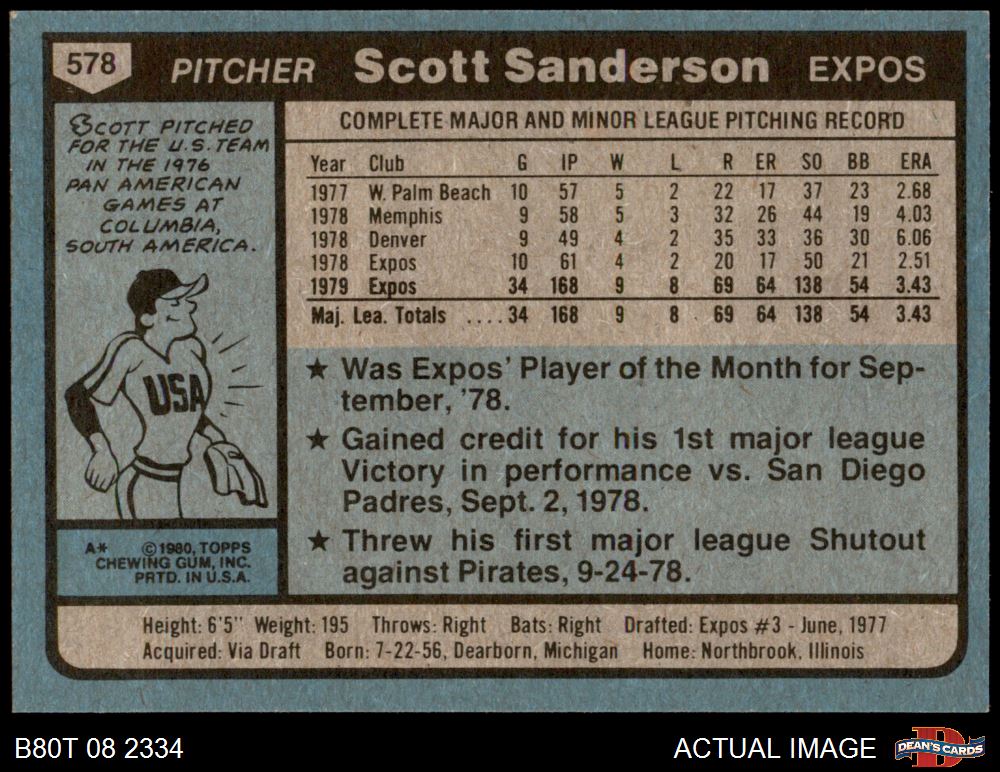 578 PITCHER Scott Sanderson EXPOS
SCOTT PITCHED
FOR THE U.S. TEAM
IN THE 1976
PAN AMERICAN
GAMES AT
COLUMBIA,
SOUTH AMERICA.
USA
A* ©1980, TOPPS
CHEWING GUM, INC.
PRTD. IN U.S.A.
COMPLETE MAJOR AND MINOR LEAGUE PITCHING RECORD
Year Club G IP W L R ER SO BB ERA
1977 W. Palm Beach 10 57 5 2 22 17 37 23 2.68
1978 Memphis 9 58 5 3 32 26 44 19 4.03
1978 Denver 9 49 4 2 35 33 36 30 6.06
1978 Expos 10 61 4 2 20 17 50 21 2.51
1979 Expos 34 168 9 8 69 64 138 54 3.43
Maj. Lea. Totals ....34 168 9 8 69 64 138 54 3.43
★ Was Expos' Player of the Month for Sep-
tember, '78.
★ Gained credit for his 1st major league
Victory in performance vs. San Diego
Padres, Sept. 2, 1978.
★ Threw his first major league Shutout
against Pirates, 9-24-78.
Height: 6'5" Weight: 195 Throws: Right Bats: Right Drafted: Expos #3 - June, 1977
Acquired: Via Draft Born: 7-22-56, Dearborn, Michigan Home: Northbrook, Illinois
B80T 08 2334 ACTUAL IMAGE D DEAN'S CARDS